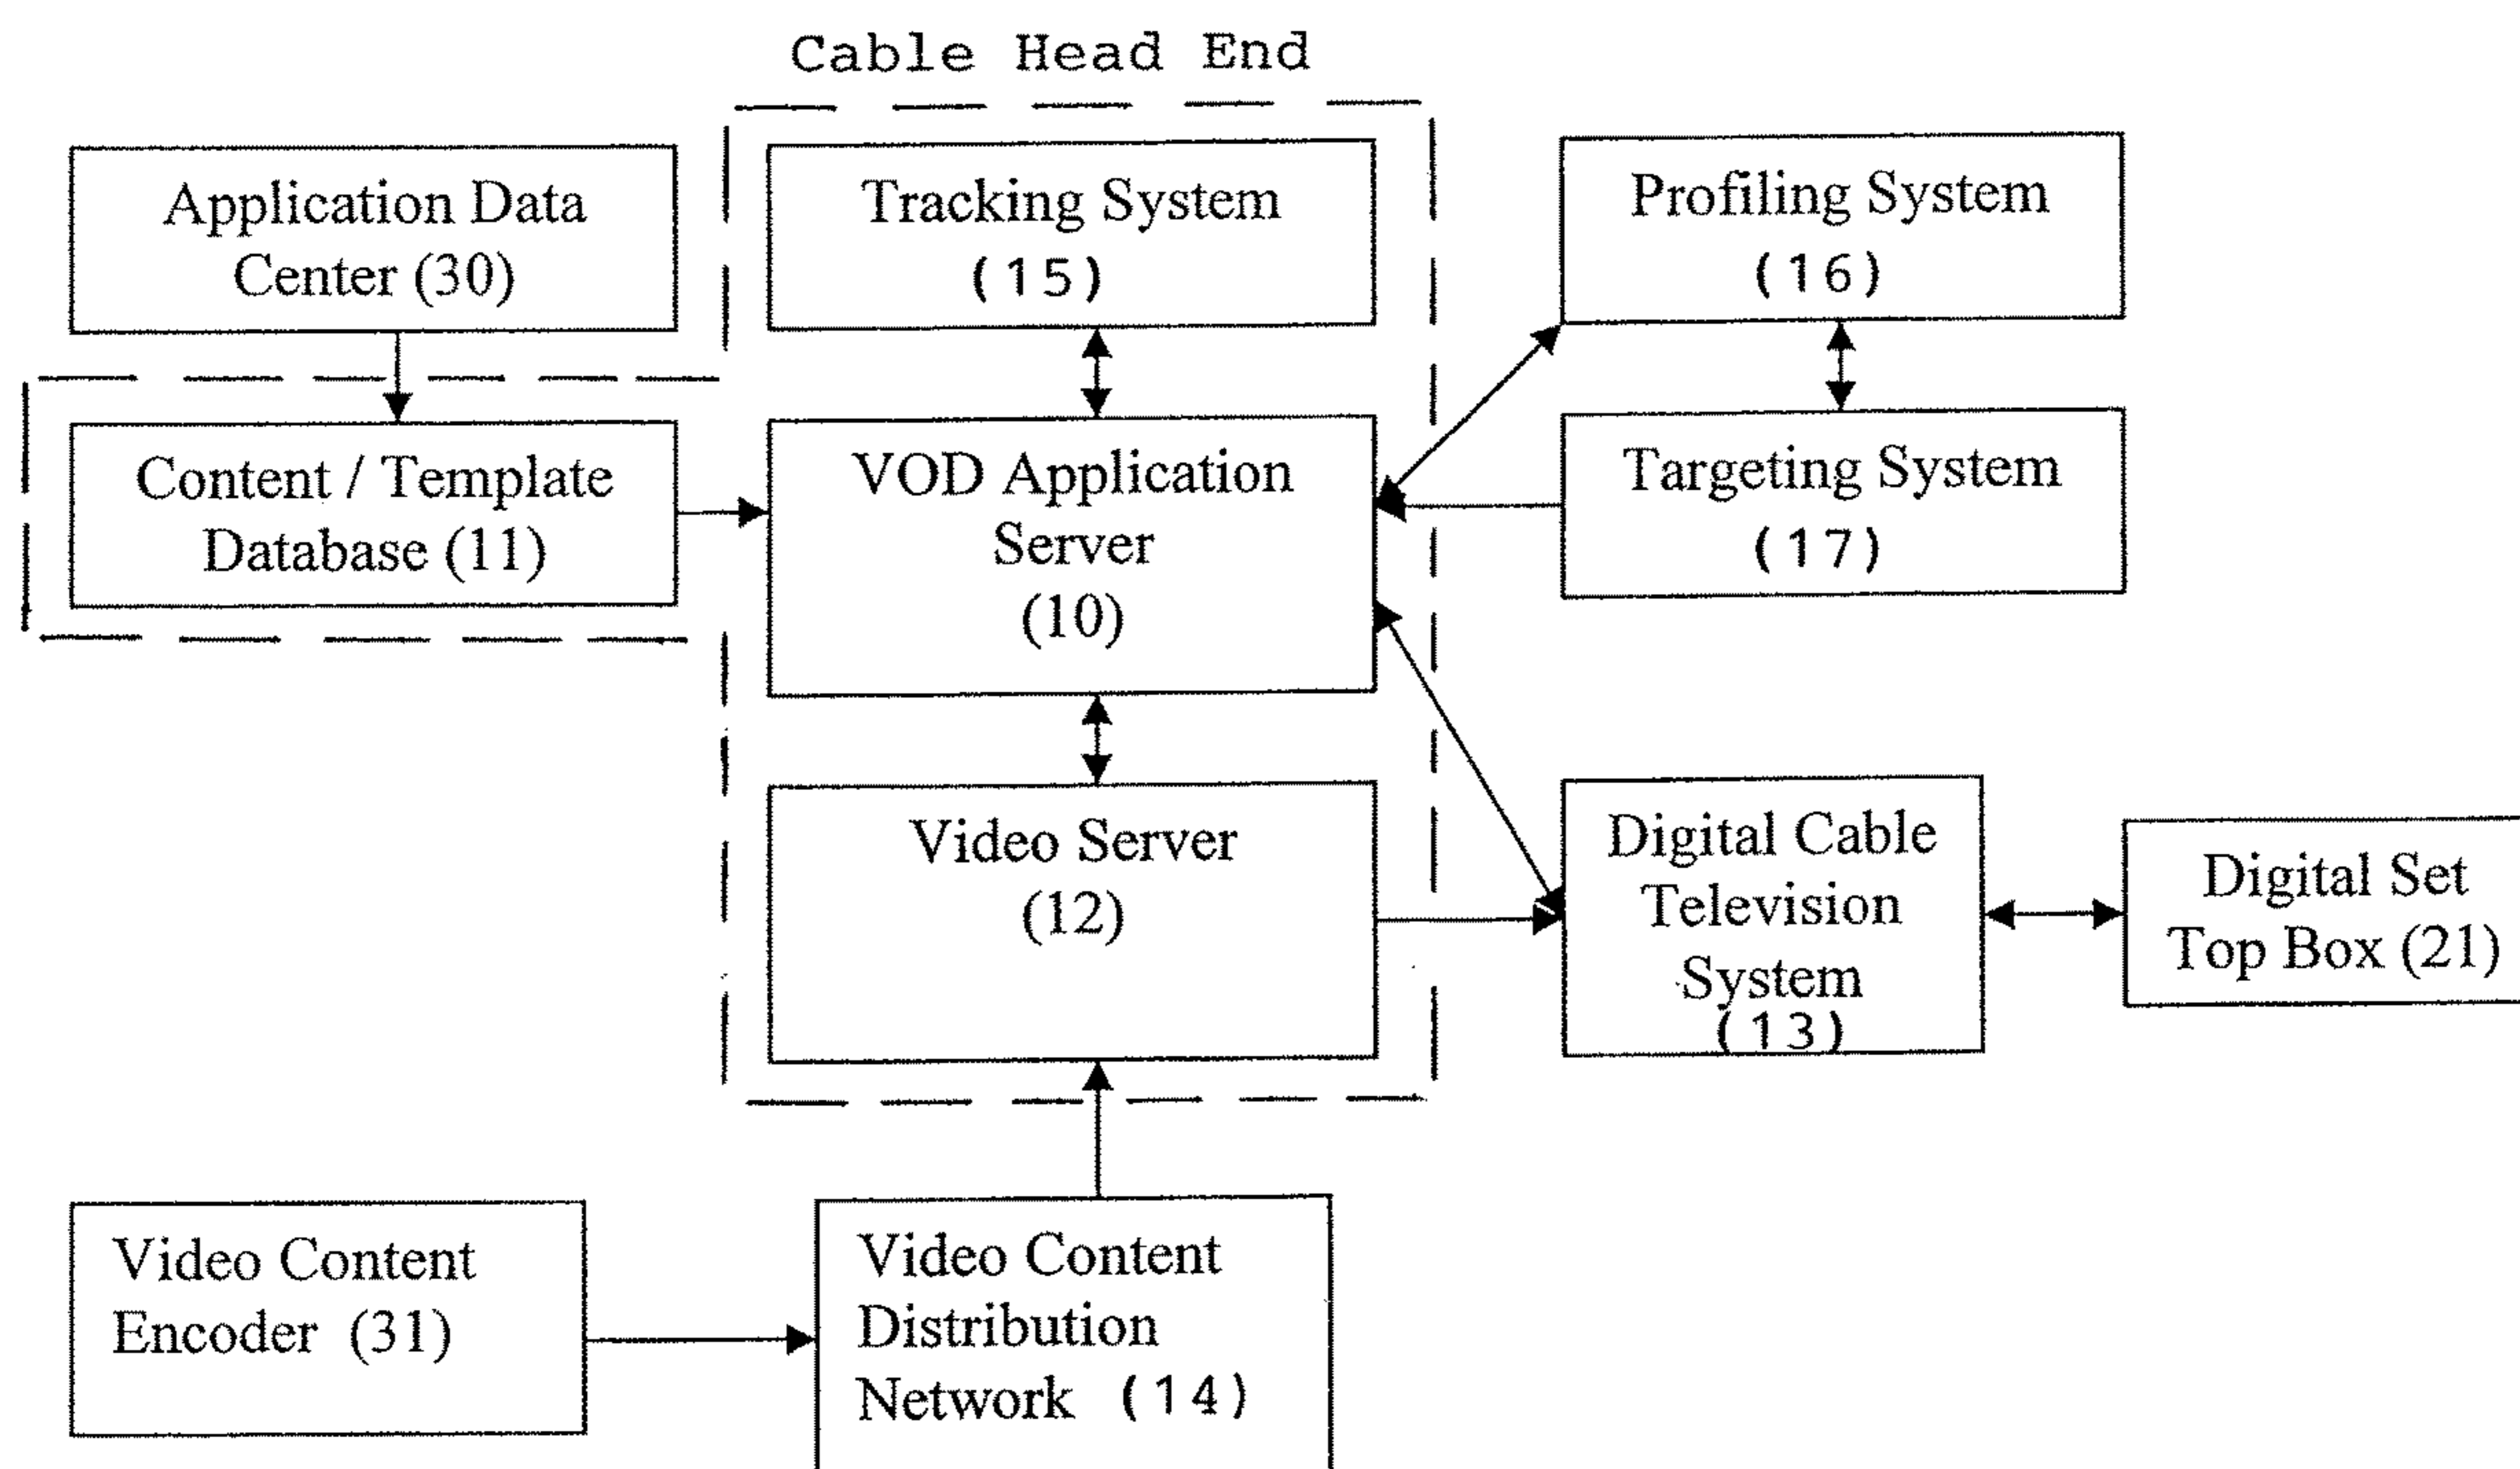 Cable Head End
Application Data
Center (30)
Tracking System
(15)
Profiling System
(16)
Content / Template
Database (11)
VOD Application
Server
(10)
Targeting System
(17)
Video Server
(12)
Digital Cable
Television
System
(13)
Digital Set
Top Box (21)
Video Content
Encoder (31)
Video Content
Distribution
Network (14)